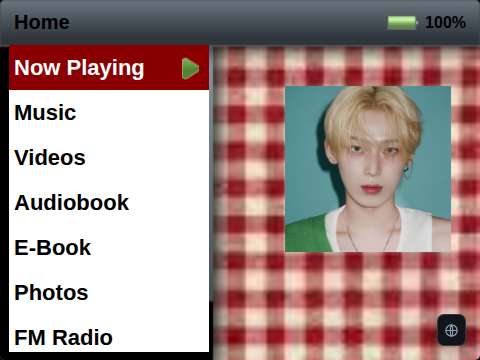 Home
100%
Now Playing
Music
Videos
Audiobook
E-Book
Photos
FM Radio